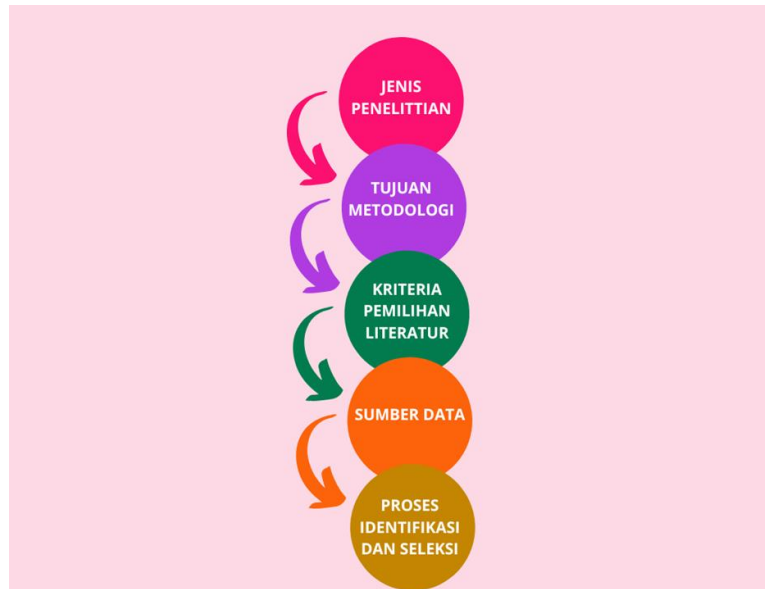 JENIS
PENELITTIAN
TUJUAN
METODOLOGI
KRITERIA
PEMILIHAN
LITERATUR
SUMBER DATA
PROSES
IDENTIFIKASI
DAN SELEKSI